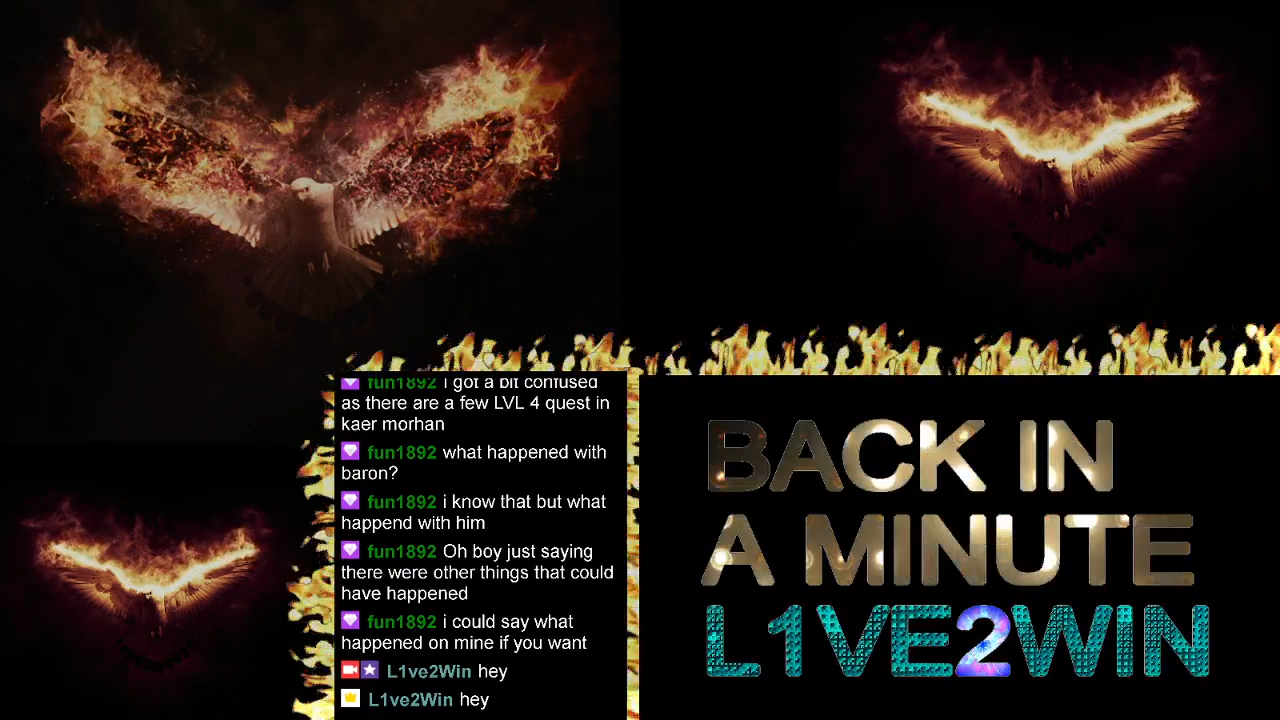 fun1892 i got a bit confused
as there are a few LVL 4 quest in
kaer morhan
fun1892 what happened with
baron?
fun1892 i know that but what
happend with him
fun1892 Oh boy just saying
there were other things that could
have happened
fun1892 i could say what
happened on mine if you want
L1ve2Win hey
L1ve2Win hey
BACK IN
A MINUTE
L1VE2WIN